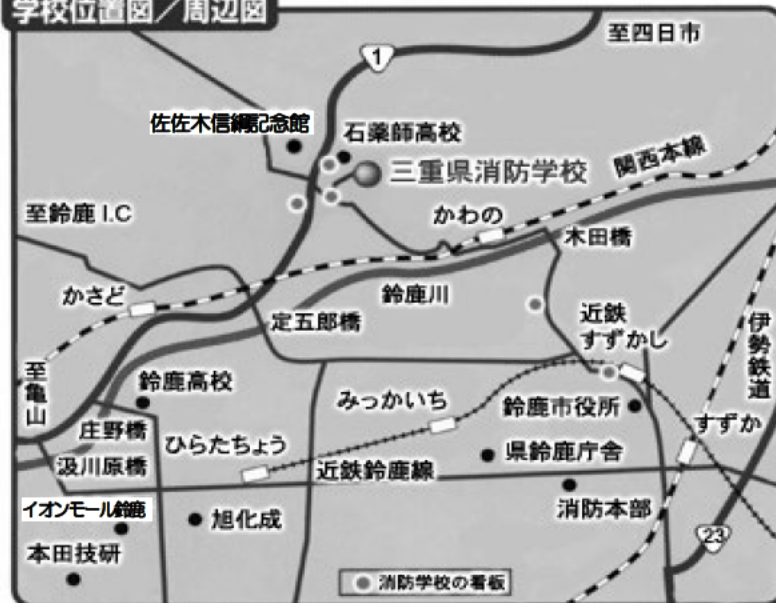 学校位置図／周辺図
1
至四日市
佐佐木信綱記念館
石薬師高校
三重県消防学校
関西本線
至鈴鹿I.C
かわの
木田橋
かさど
鈴鹿川
定五郎橋
近鉄
すずかし
伊勢鉄道
至亀山
鈴鹿高校
みっかいち
鈴鹿市役所
すずか
庄野橋
ひらたちょう
汲川原橋
近鉄鈴鹿線
県鈴鹿庁舎
イオンモール鈴鹿
旭化成
消防本部
23
本田技研
消防学校の看板